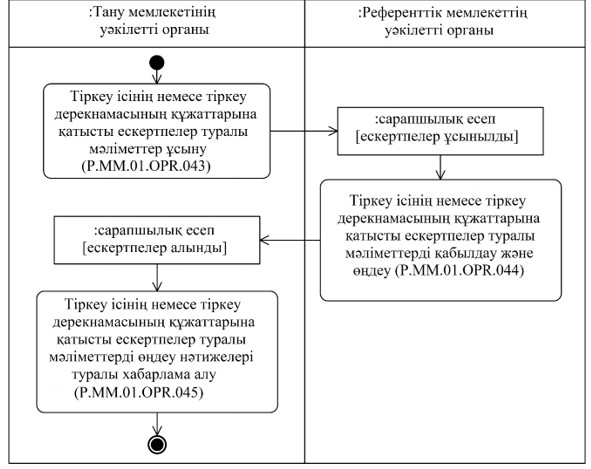 :Тану мемлекетінің
уәкілетті органы
:Референттік мемлекеттің
уәкілетті органы
Тіркеу ісінің немесе тіркеу
дерекнамасының құжаттарына
қатысты ескертпелер туралы
мәліметтер ұсыну
(P.MM.01.OPR.043)
:сарапшылық есеп
[ескертпелер ұсынылды]
Тіркеу ісінің немесе тіркеу
дерекнамасының құжаттарына
қатысты ескертпелер туралы
мәліметтерді қабылдау және
өңдеу (P.MM.01.OPR.044)
:сарапшылық есеп
[ескертпелер алынды]
Тіркеу ісінің немесе тіркеу
дерекнамасының құжаттарына
қатысты ескертпелер туралы
мәліметтерді өңдеу нәтижелері
туралы хабарлама алу
(P.MM.01.OPR.045)